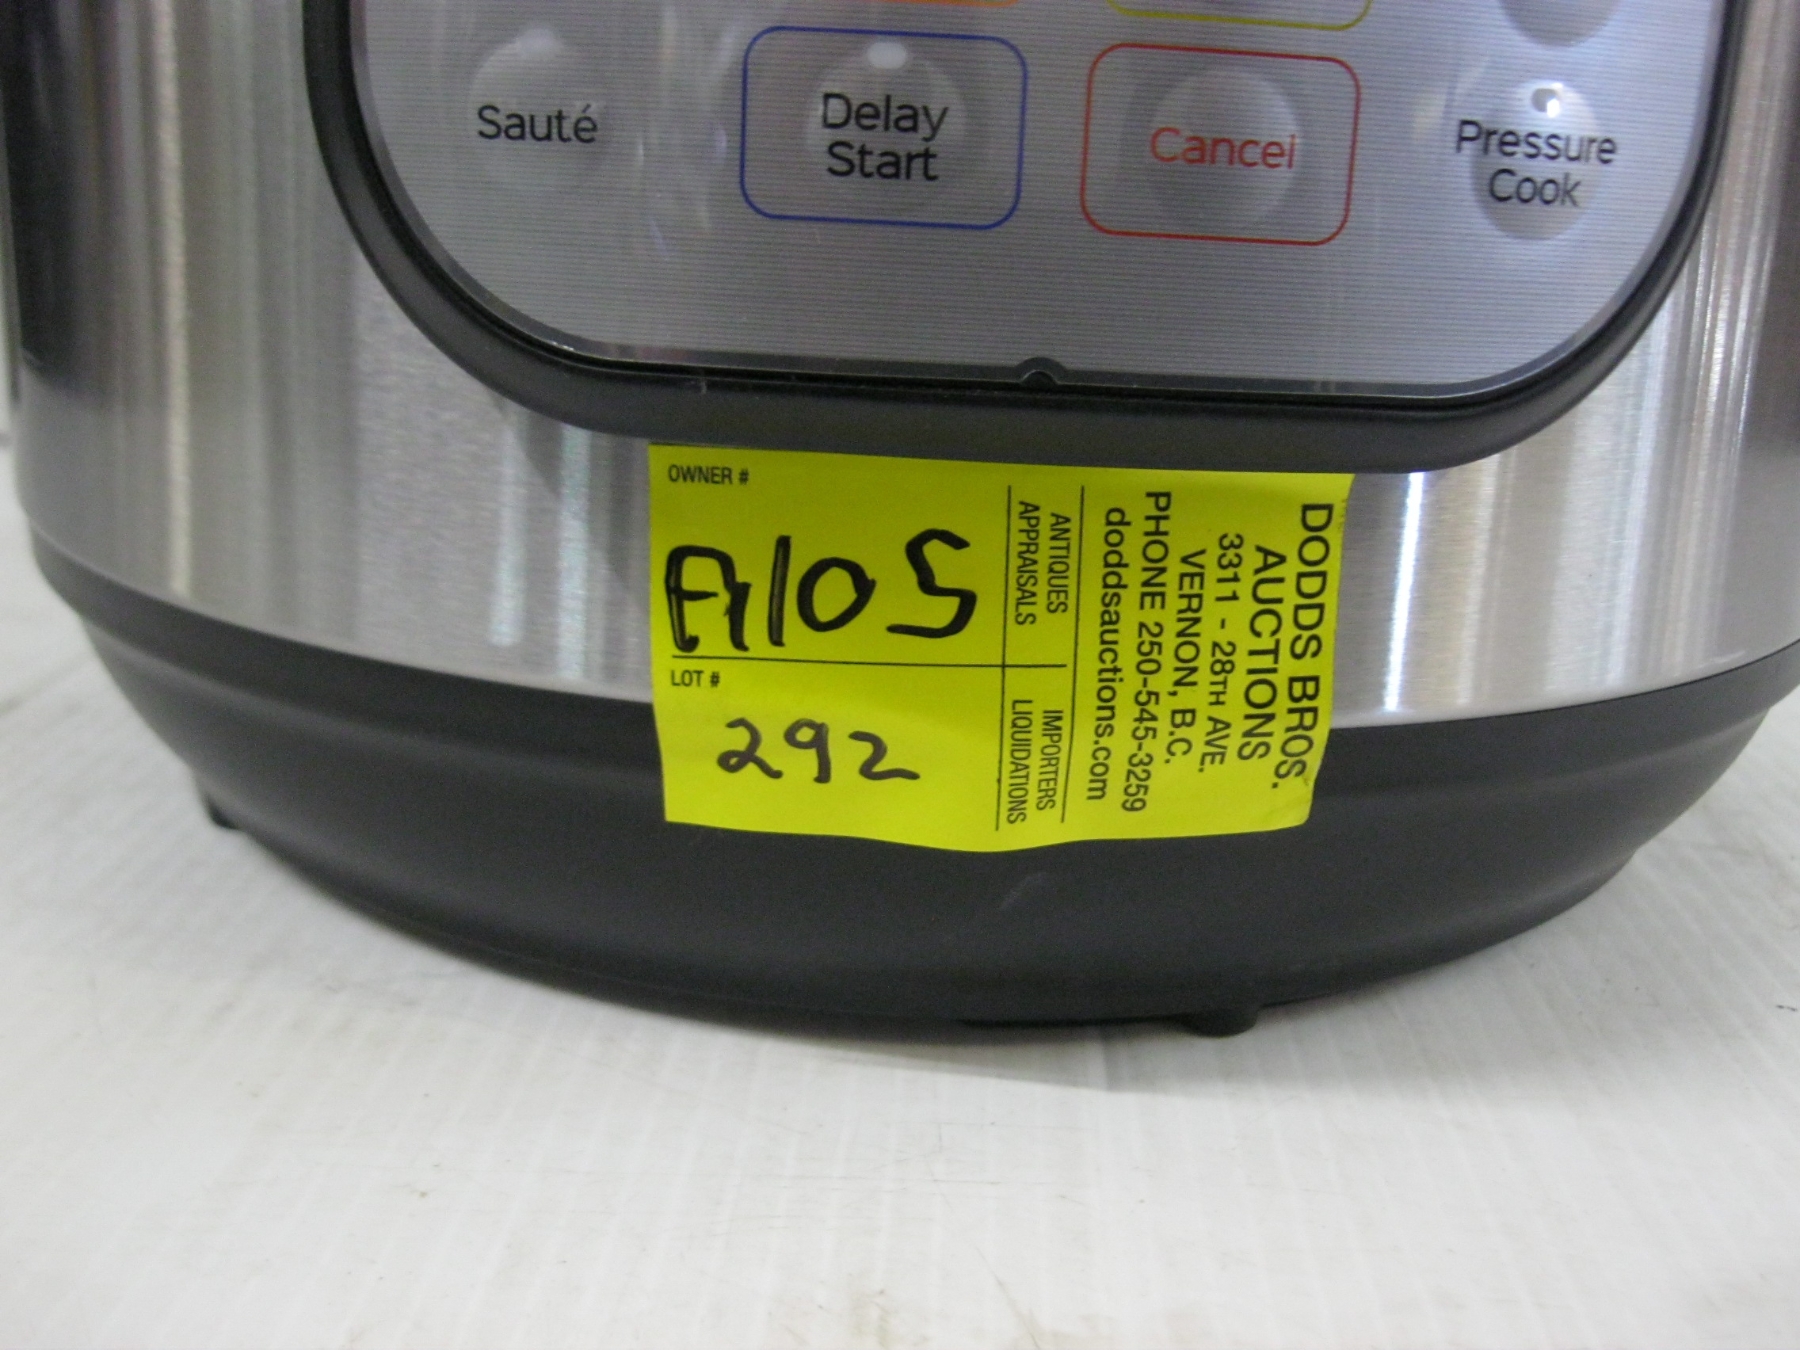 Sauté
Delay
Start
Cancel
Pressure
Cook
OWNER #
LOT #
292
ANTIQUES
APPRAISALS
IMPORTERS
LIQUIDATIONS
DODDS BROS.
AUCTIONS
3311 - 28TH AVE.
VERNON, B.C.
PHONE 250-545-3259
doddsauctions.com